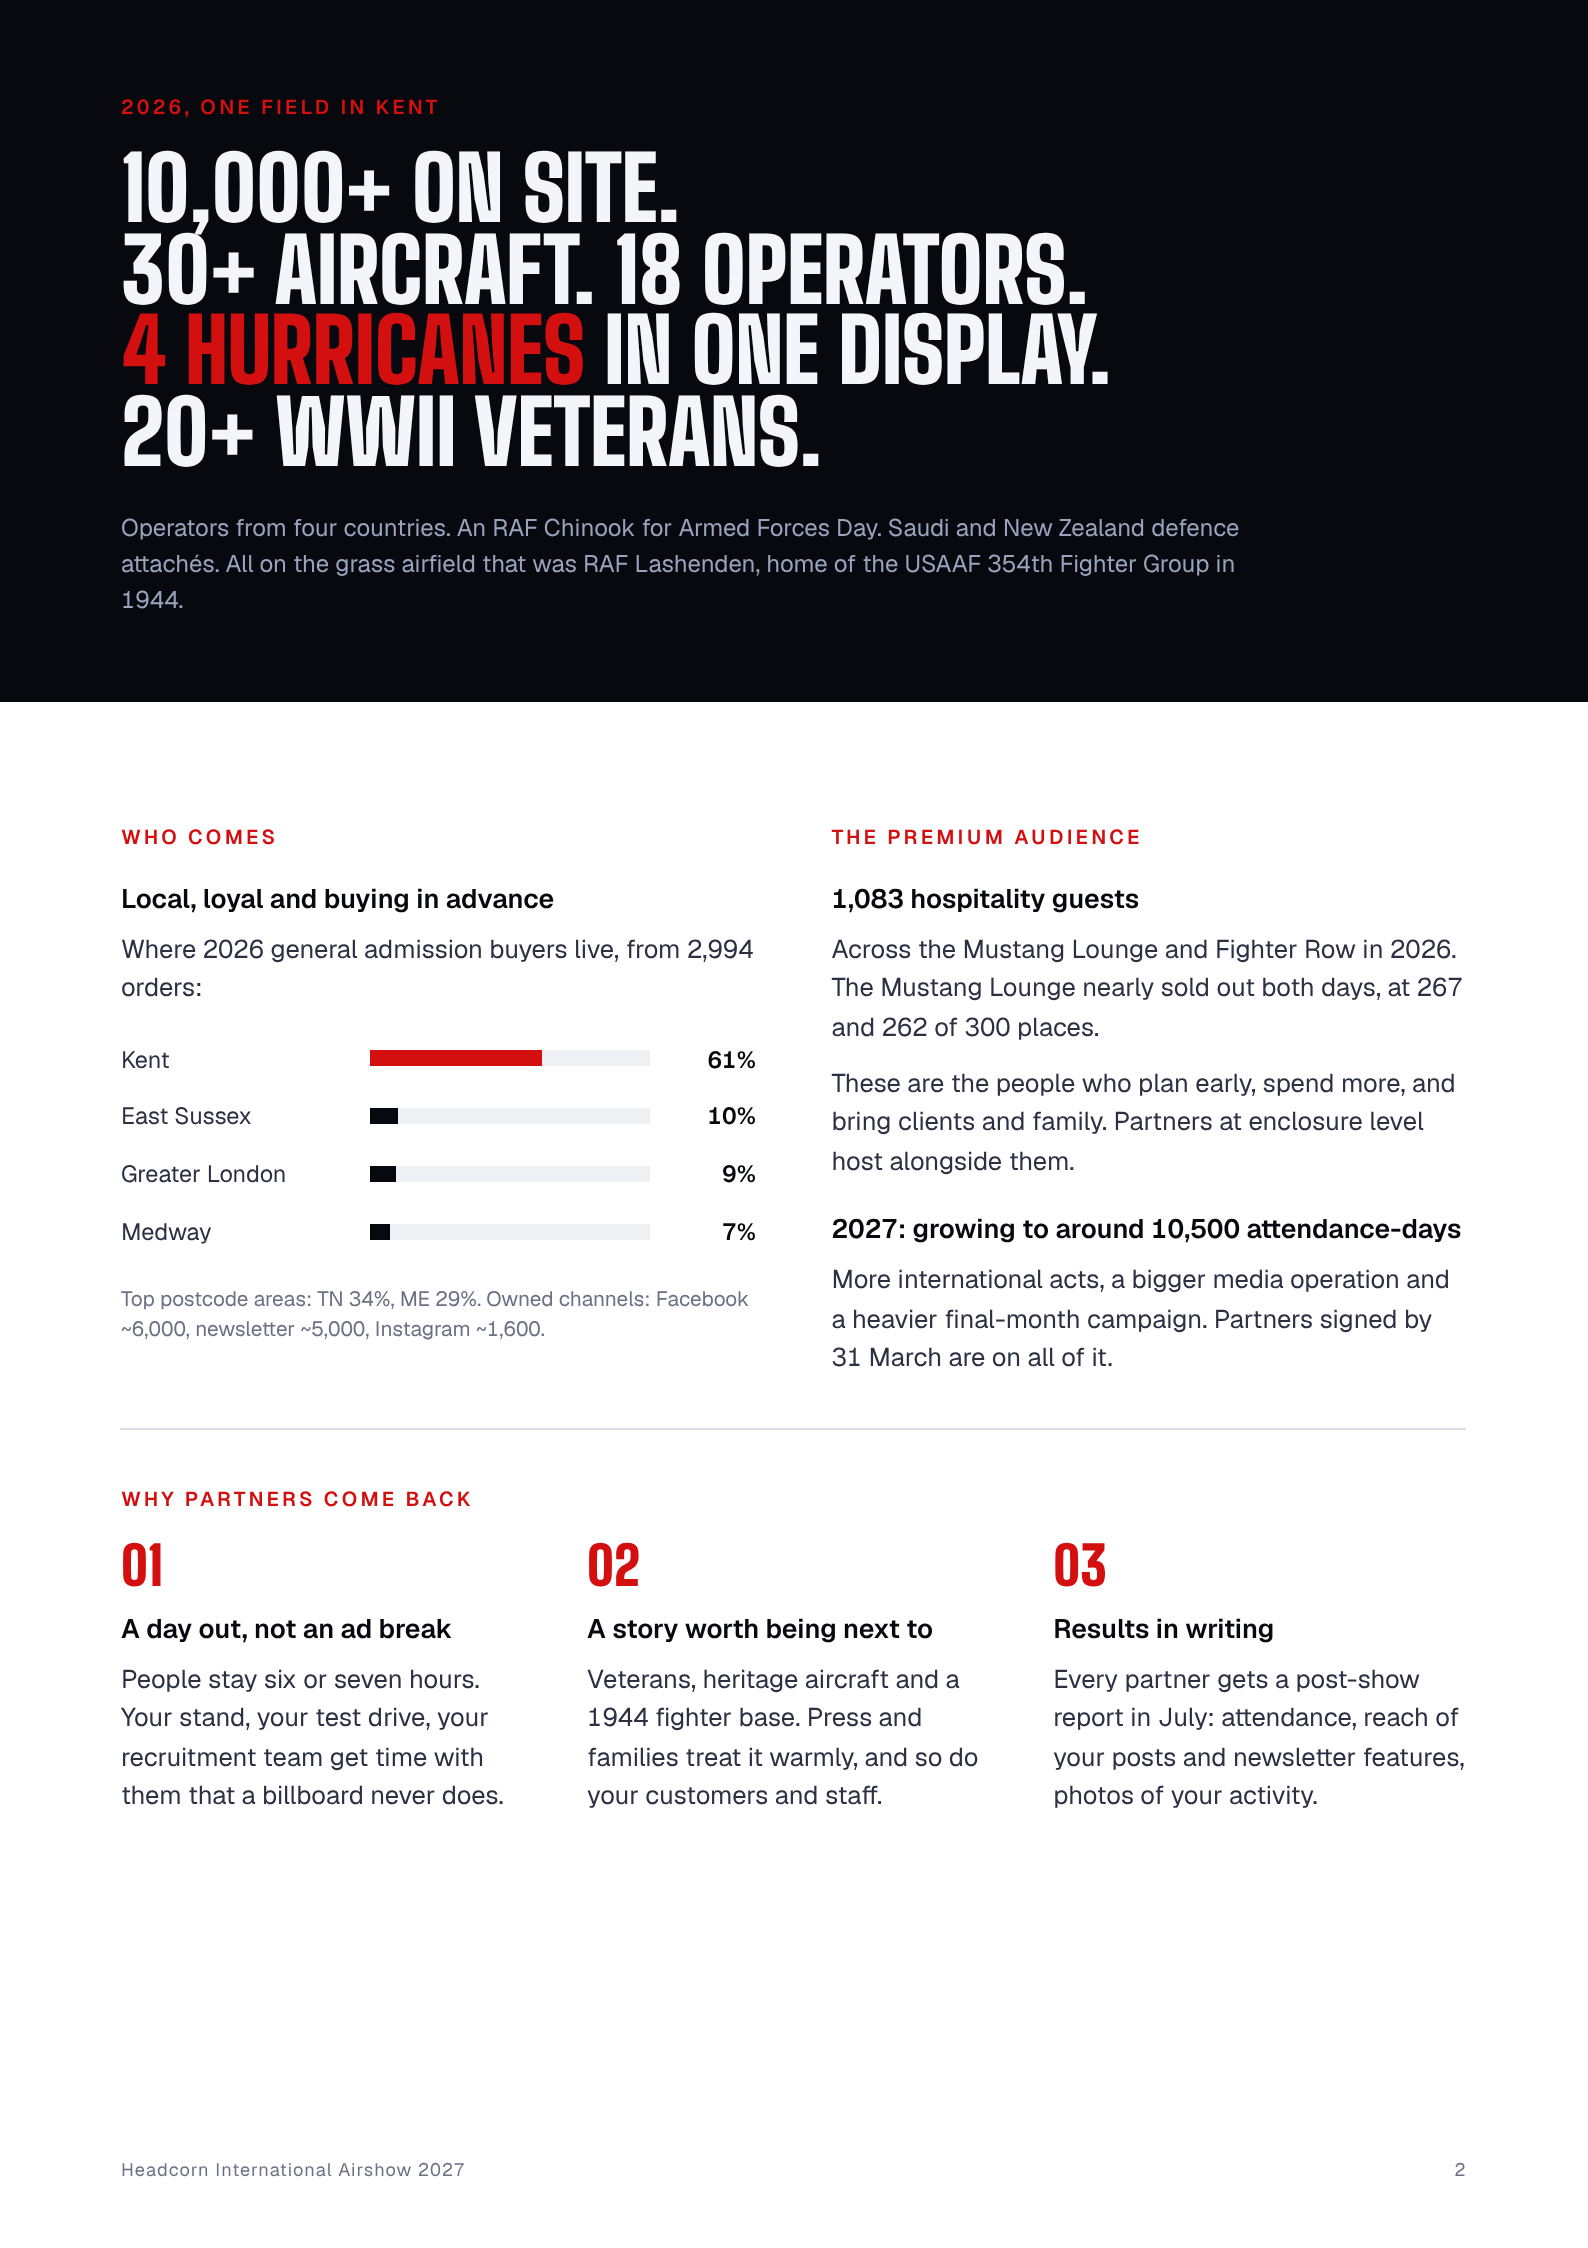 2026, ONE FIELD IN KENT
10,000+ ON SITE.
30+ AIRCRAFT. 18 OPERATORS.
4 HURRICANES IN ONE DISPLAY.
20+ WWII VETERANS.
Operators from four countries. An RAF Chinook for Armed Forces Day. Saudi and New Zealand defence
attachés. All on the grass airfield that was RAF Lashenden, home of the USAAF 354th Fighter Group in
1944.
WHO COMES
Local, loyal and buying in advance
Where 2026 general admission buyers live, from 2,994
orders:
Kent 61%
East Sussex 10%
Greater London 9%
Medway 7%
Top postcode areas: TN 34%, ME 29%. Owned channels: Facebook
~6,000, newsletter ~5,000, Instagram ~1,600.
THE PREMIUM AUDIENCE
1,083 hospitality guests
Across the Mustang Lounge and Fighter Row in 2026.
The Mustang Lounge nearly sold out both days, at 267
and 262 of 300 places.
These are the people who plan early, spend more, and
bring clients and family. Partners at enclosure level
host alongside them.
2027: growing to around 10,500 attendance-days
More international acts, a bigger media operation and
a heavier final-month campaign. Partners signed by
31 March are on all of it.
WHY PARTNERS COME BACK
01
A day out, not an ad break
People stay six or seven hours.
Your stand, your test drive, your
recruitment team get time with
them that a billboard never does.
02
A story worth being next to
Veterans, heritage aircraft and a
1944 fighter base. Press and
families treat it warmly, and so do
your customers and staff.
03
Results in writing
Every partner gets a post-show
report in July: attendance, reach of
your posts and newsletter features,
photos of your activity.
Headcorn International Airshow 2027
2